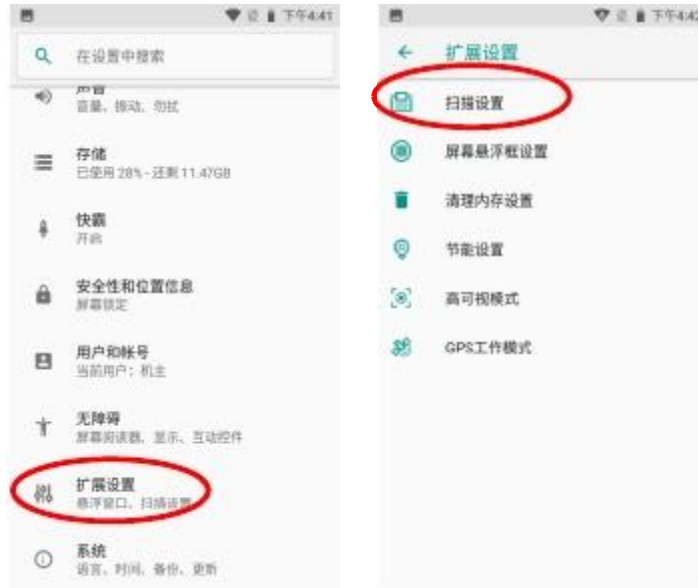 下午4:41
在设置中搜索
声音
音量、振动、勿扰
存储
已使用 28% - 还剩 11.47GB
快霸
开启
安全性和位置信息
屏幕锁定
用户和帐号
当前用户：机主
无障碍
屏幕阅读器、显示、互动控件
扩展设置
悬浮窗口、扫描设置
系统
语言、时间、备份、更新
下午4:42
扩展设置
扫描设置
屏幕悬浮框设置
清理内存设置
节能设置
高可视模式
GPS工作模式